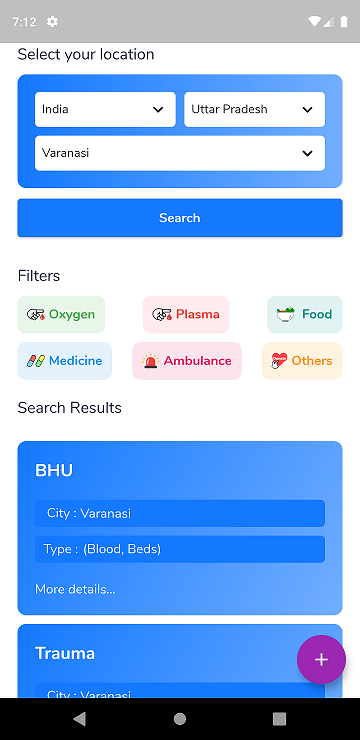 7:12
Select your location
India Uttar Pradesh
Varanasi
Search
Filters
Oxygen Plasma Food
Medicine Ambulance Others
Search Results
BHU
City : Varanasi
Type : (Blood, Beds)
More details...
Trauma
City : Varanasi